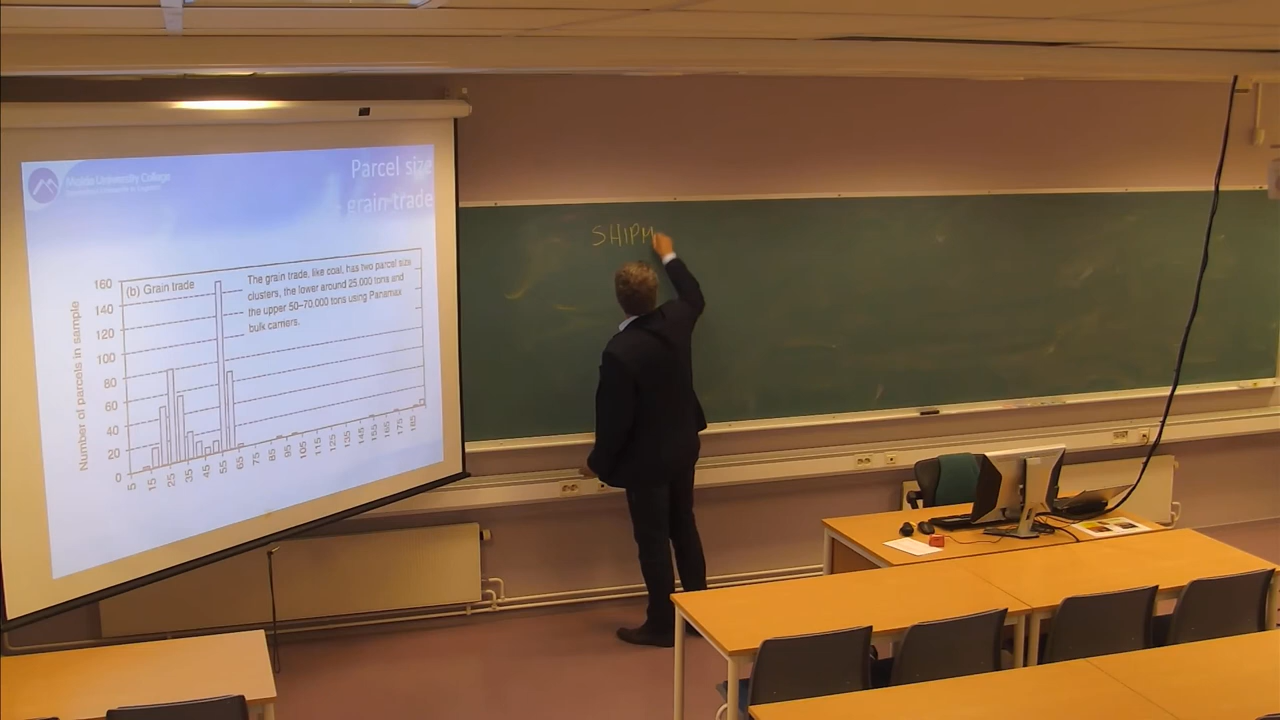 Molde University College
Parcel size
grain trade
(b) Grain trade
The grain trade, like coal, has two parcel size
clusters, the lower around 25,000 tons and
the upper 50–70,000 tons using Panamax
bulk carriers.
Number of parcels in sample
160
140
120
100
80
60
40
20
0
5 15 25 35 45 55 65 75 85 95 105 115 125 135 145 155 165 175 185
SHIPM